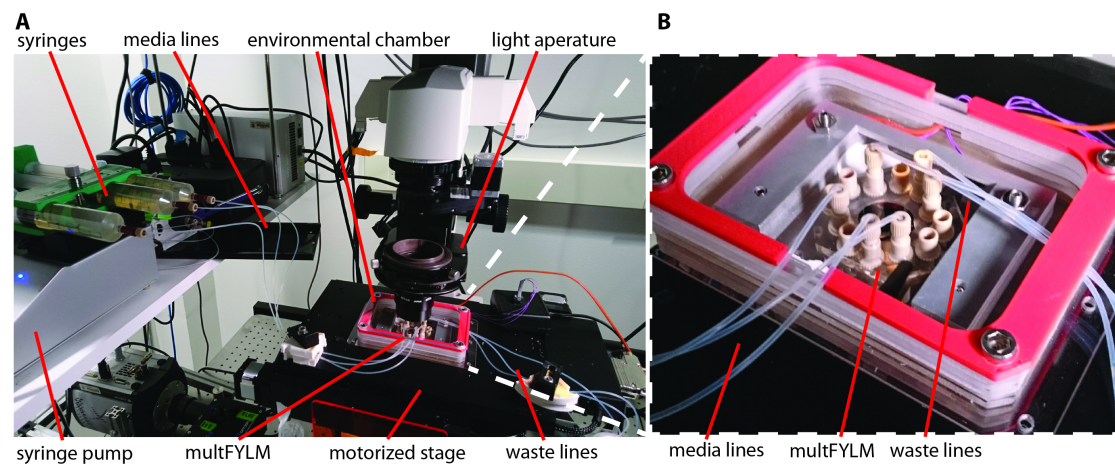 A
B
syringes media lines environmental chamber light aperature
syringe pump multFYLM motorized stage waste lines
media lines multFYLM waste lines